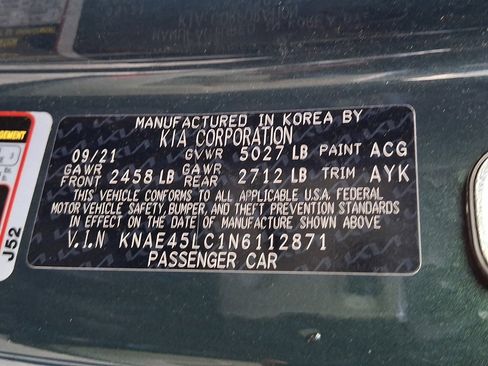 MANUFACTURED IN KOREA BY
KIA CORPORATION
09/21 GVWR 5027 LB PAINT ACG
GAWR FRONT 2458 LB GAWR REAR 2712 LB TRIM AYK
THIS VEHICLE CONFORMS TO ALL APPLICABLE U.S.A. FEDERAL
MOTOR VEHICLE SAFETY, BUMPER, AND THEFT PREVENTION STANDARDS
IN EFFECT ON THE DATE OF MANUFACTURE SHOWN ABOVE
V.I.N KNAE45LC1N6112871
PASSENGER CAR
J52